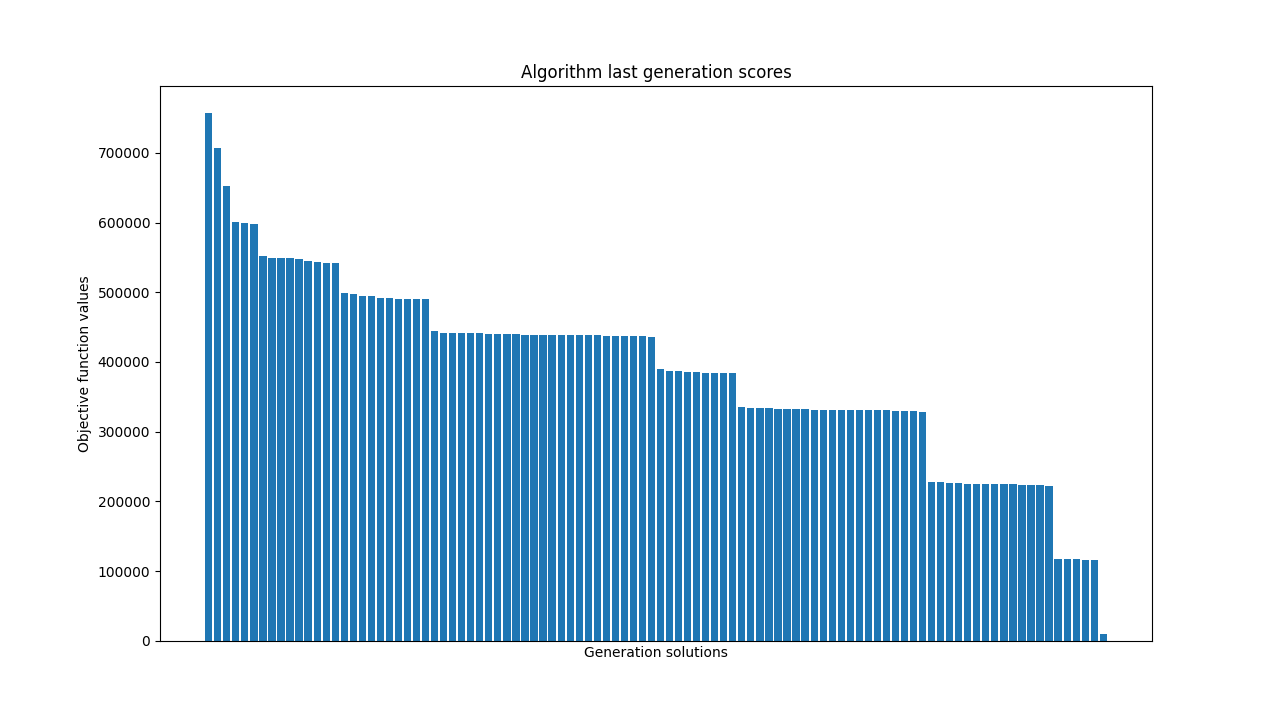 Algorithm last generation scores
700000
600000
500000
400000
300000
200000
100000
0
Objective function values
Generation solutions